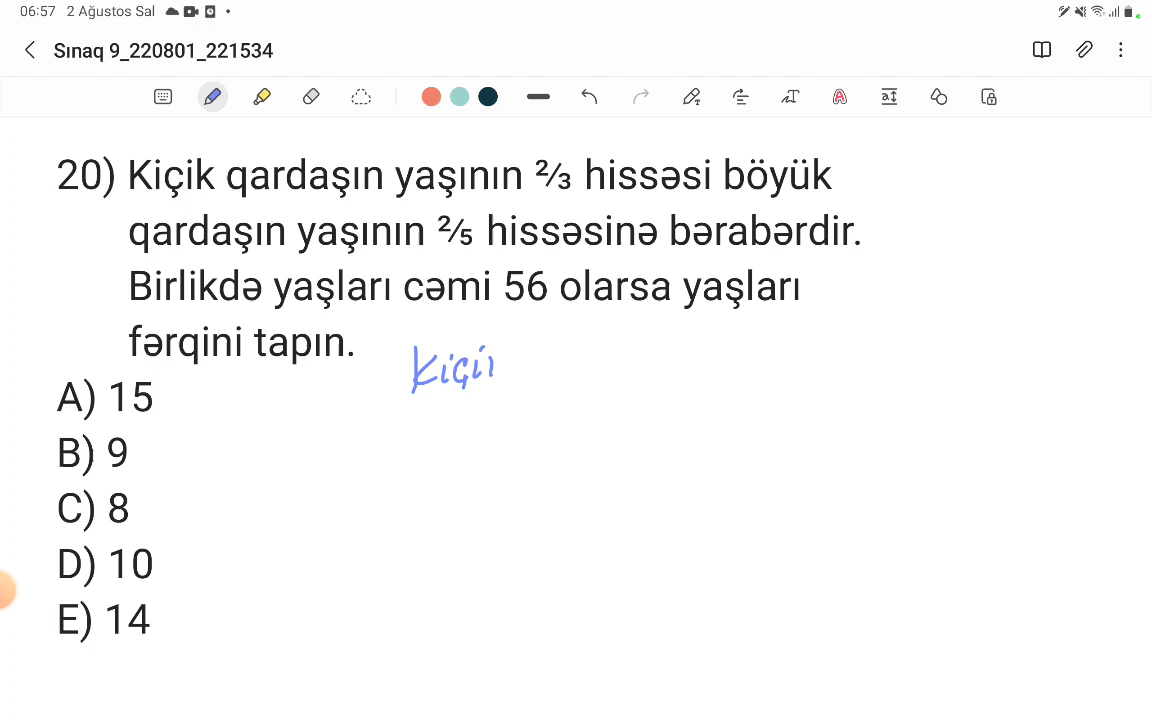 06:57 2 Ağustos Sal
Sınaq 9_220801_221534
20) Kiçik qardaşın yaşının ⅔ hissəsi böyük
qardaşın yaşının ⅖ hissəsinə bərabərdir.
Birlikdə yaşları cəmi 56 olarsa yaşları
fərqini tapın.
Kiçi
A) 15
B) 9
C) 8
D) 10
E) 14